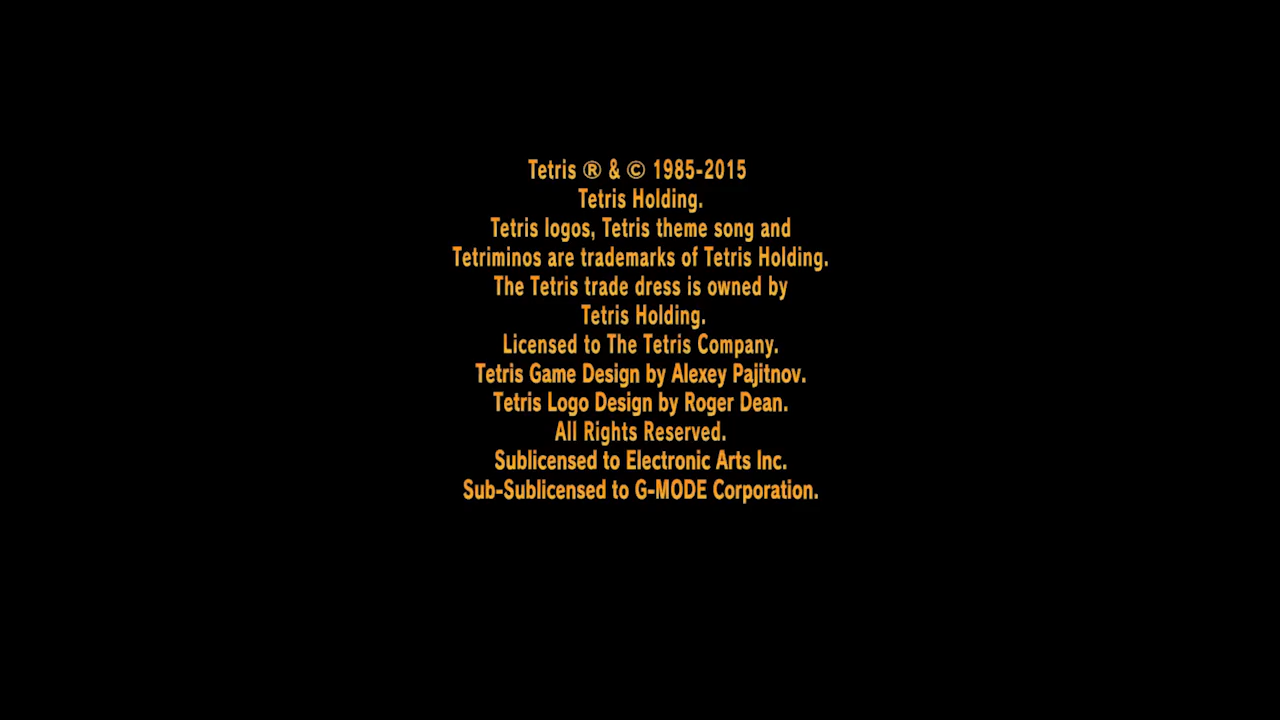 Tetris ® & © 1985-2015
Tetris Holding.
Tetris logos, Tetris theme song and
Tetriminos are trademarks of Tetris Holding.
The Tetris trade dress is owned by
Tetris Holding.
Licensed to The Tetris Company.
Tetris Game Design by Alexey Pajitnov.
Tetris Logo Design by Roger Dean.
All Rights Reserved.
Sublicensed to Electronic Arts Inc.
Sub-Sublicensed to G-MODE Corporation.